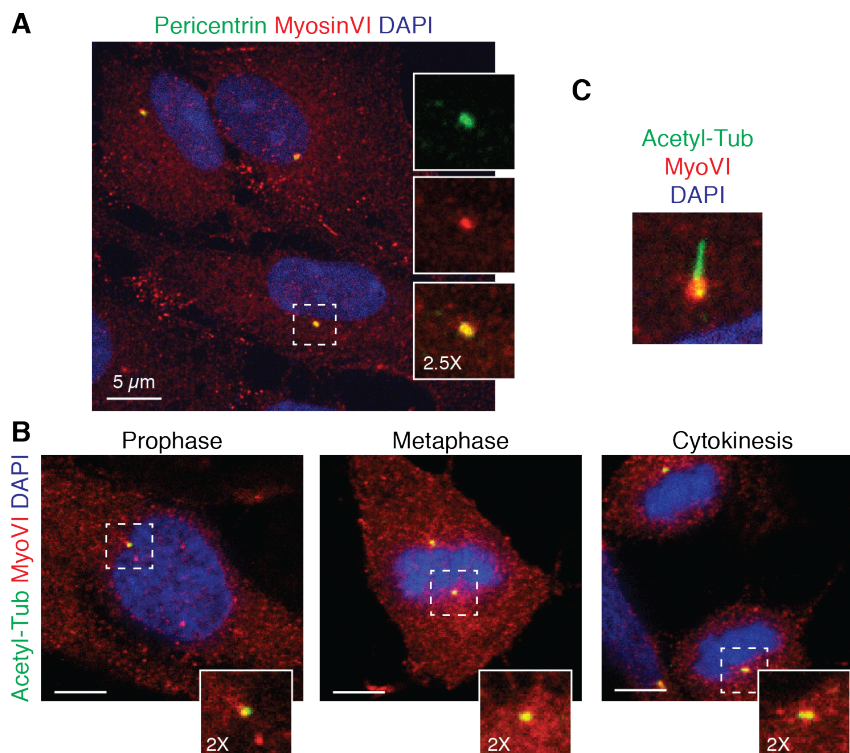 A
Pericentrin MyosinVI DAPI
2.5X
5 µm
C
Acetyl-Tub
MyoVI
DAPI
B
Prophase
Metaphase
Cytokinesis
Acetyl-Tub MyoVI DAPI
2X
2X
2X